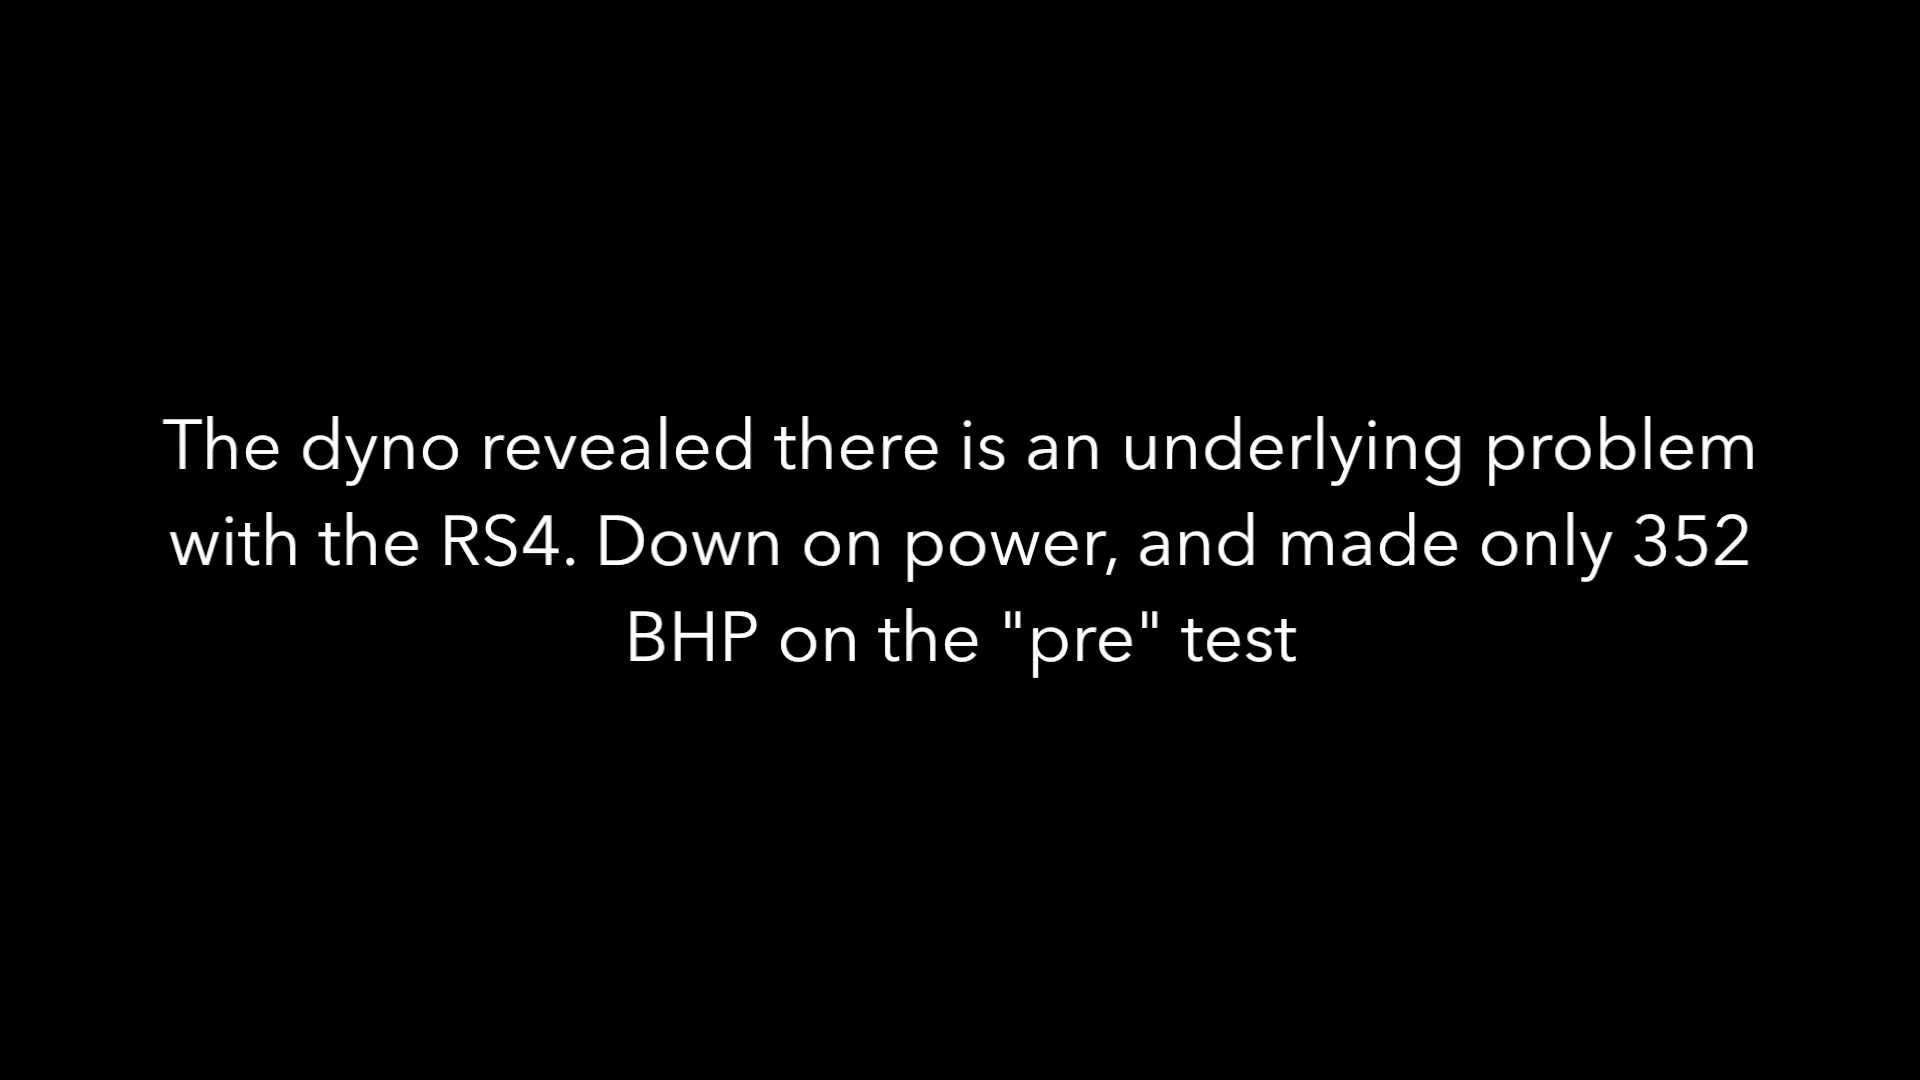 The dyno revealed there is an underlying problem
with the RS4. Down on power, and made only 352
BHP on the "pre" test